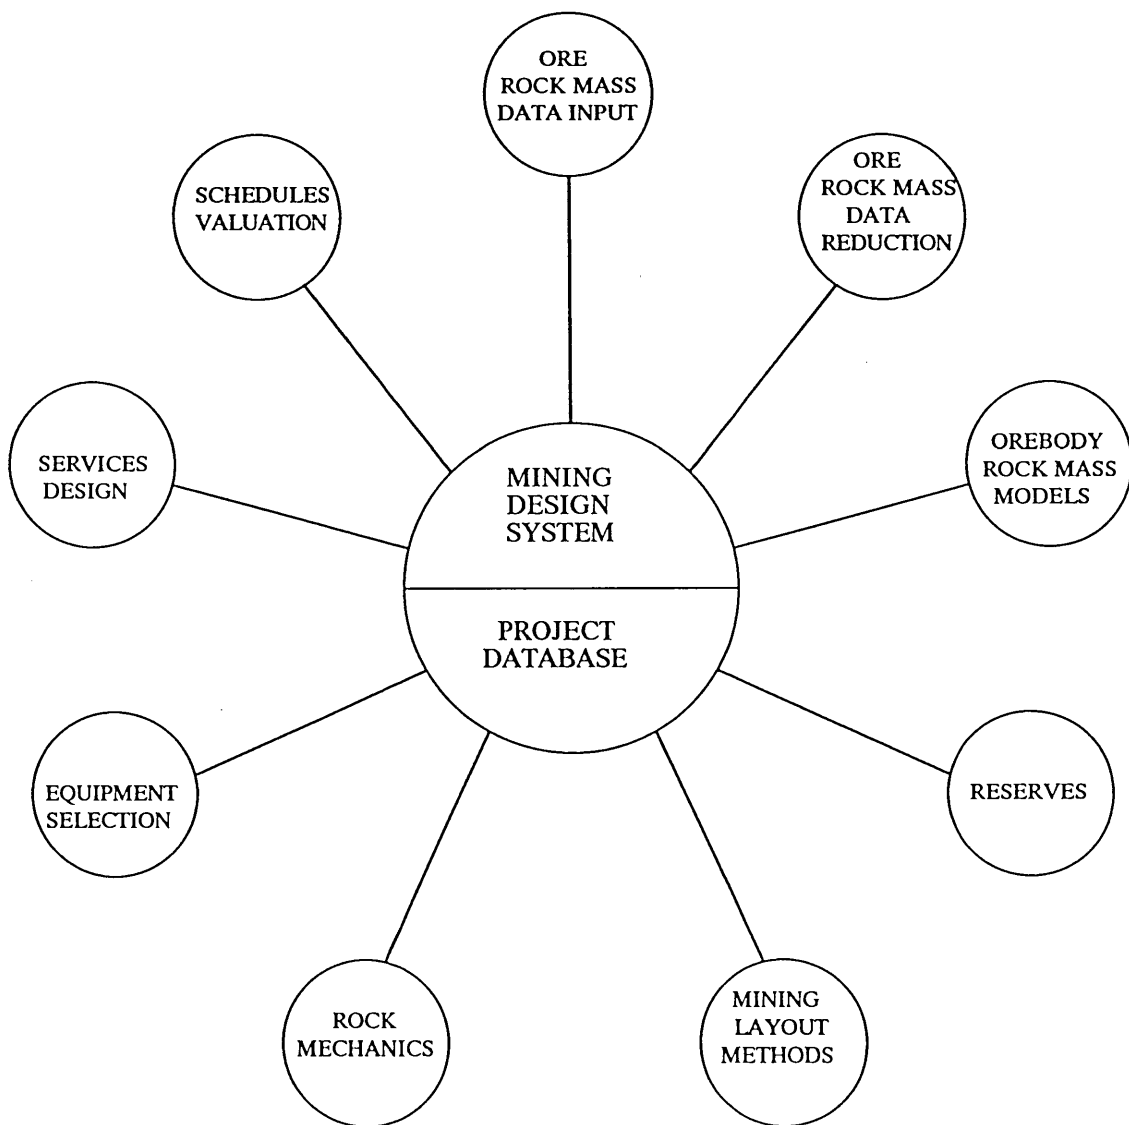 ORE
ROCK MASS
DATA INPUT
ORE
ROCK MASS
DATA
REDUCTION
SCHEDULES
VALUATION
OREBODY
ROCK MASS
MODELS
SERVICES
DESIGN
MINING
DESIGN
SYSTEM
PROJECT
DATABASE
EQUIPMENT
SELECTION
RESERVES
ROCK
MECHANICS
MINING
LAYOUT
METHODS